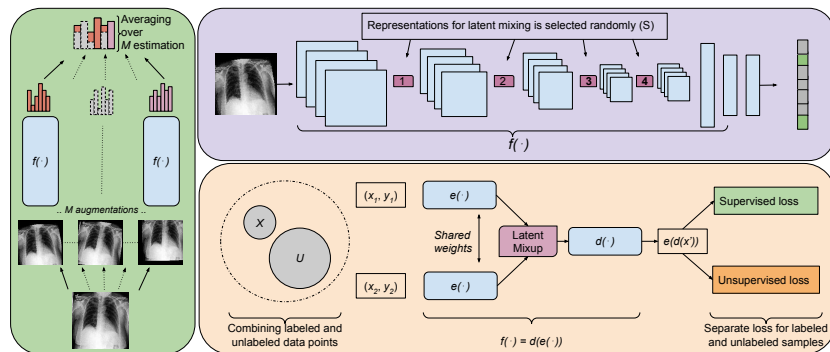 Averaging
over
M estimation
f(·)
f(·)
.. M augmentations ..
Representations for latent mixing is selected randomly (S)
1
2
3
4
f(·)
X
U
(x1, y1)
(x2, y2)
e(·)
Shared
weights
e(·)
Latent
Mixup
d(·)
e(d(x'))
Supervised loss
Unsupervised loss
Combining labeled and
unlabeled data points
f(·) = d(e(·))
Separate loss for labeled
and unlabeled samples